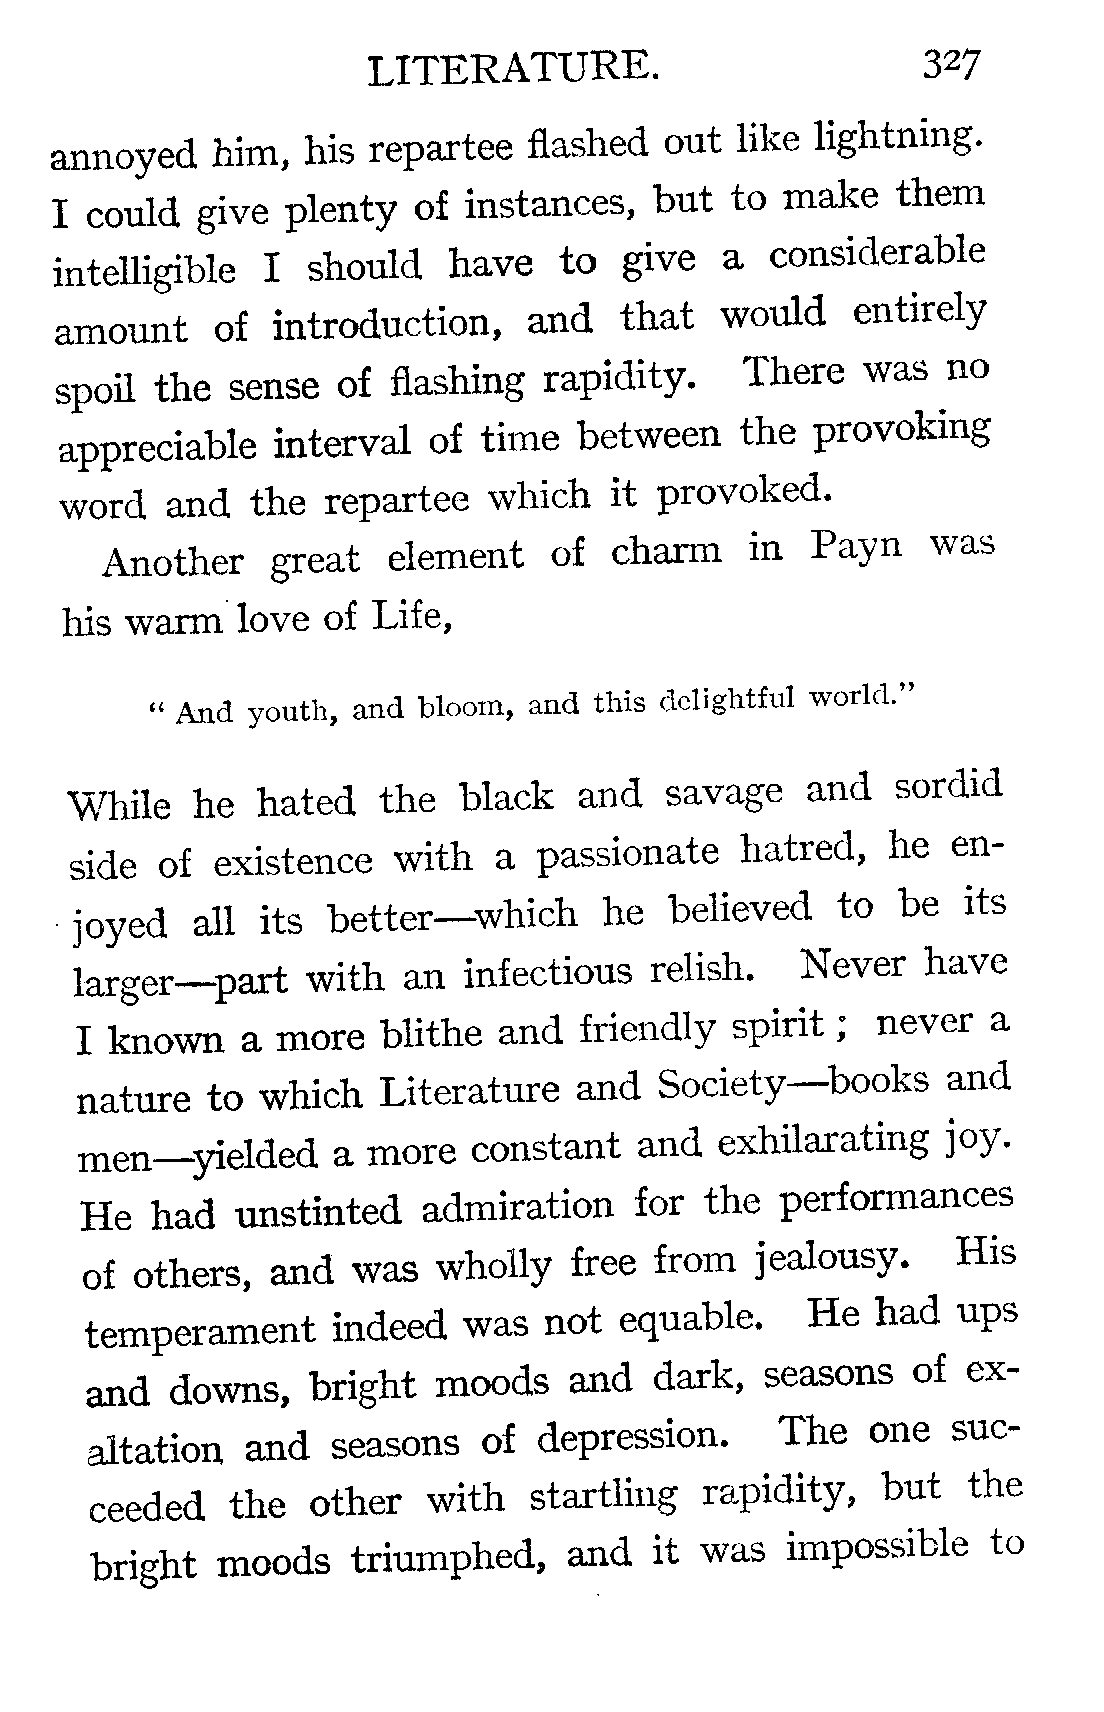 LITERATURE. 327
annoyed him, his repartee flashed out like lightning.
I could give plenty of instances, but to make them
intelligible I should have to give a considerable
amount of introduction, and that would entirely
spoil the sense of flashing rapidity. There was no
appreciable interval of time between the provoking
word and the repartee which it provoked.
Another great element of charm in Payn was
his warm love of Life,
“ And youth, and bloom, and this delightful world.”
While he hated the black and savage and sordid
side of existence with a passionate hatred, he en-
joyed all its better—which he believed to be its
larger—part with an infectious relish. Never have
I known a more blithe and friendly spirit ; never a
nature to which Literature and Society—books and
men—yielded a more constant and exhilarating joy.
He had unstinted admiration for the performances
of others, and was wholly free from jealousy. His
temperament indeed was not equable. He had ups
and downs, bright moods and dark, seasons of ex-
altation and seasons of depression. The one suc-
ceeded the other with startling rapidity, but the
bright moods triumphed, and it was impossible to